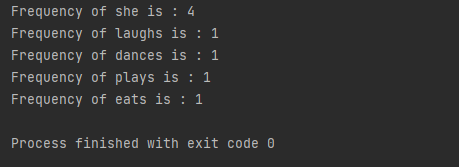 Frequency of she is : 4
Frequency of laughs is : 1
Frequency of dances is : 1
Frequency of plays is : 1
Frequency of eats is : 1
Process finished with exit code 0